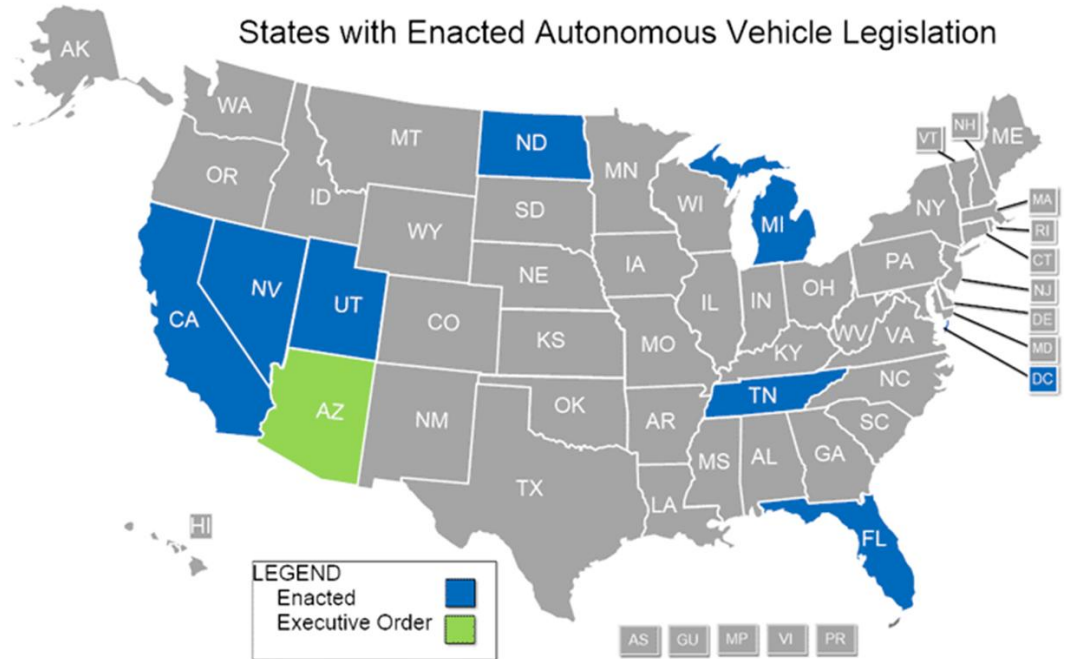 States with Enacted Autonomous Vehicle Legislation
AK
WA
MT
ND
MN
VT
NH
ME
OR
ID
WY
SD
WI
MI
NY
MA
RI
CT
NJ
DE
MD
DC
CA
NV
UT
CO
NE
KS
IA
MO
IL
IN
OH
PA
WV
VA
KY
NC
TN
SC
AZ
NM
OK
AR
MS
AL
GA
TX
LA
FL
HI
LEGEND
Enacted
Executive Order
AS GU MP VI PR